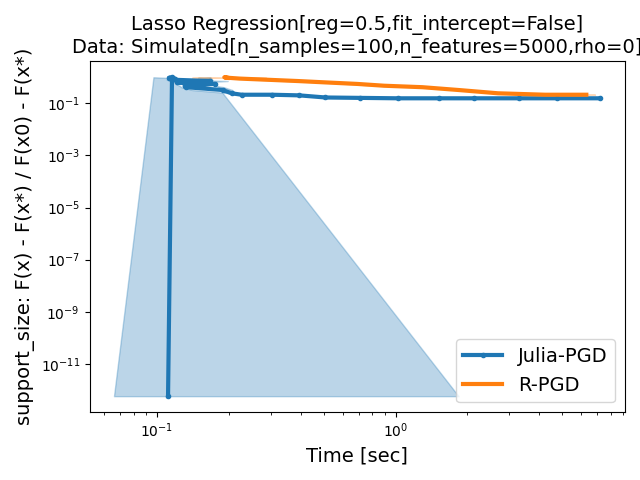 Lasso Regression[reg=0.5,fit_intercept=False]
Data: Simulated[n_samples=100,n_features=5000,rho=0]
support_size: F(x) - F(x*) / F(x0) - F(x*)
10⁻¹
10⁻³
10⁻⁵
10⁻⁷
10⁻⁹
10⁻¹¹
Julia-PGD
R-PGD
10⁻¹
10⁰
Time [sec]